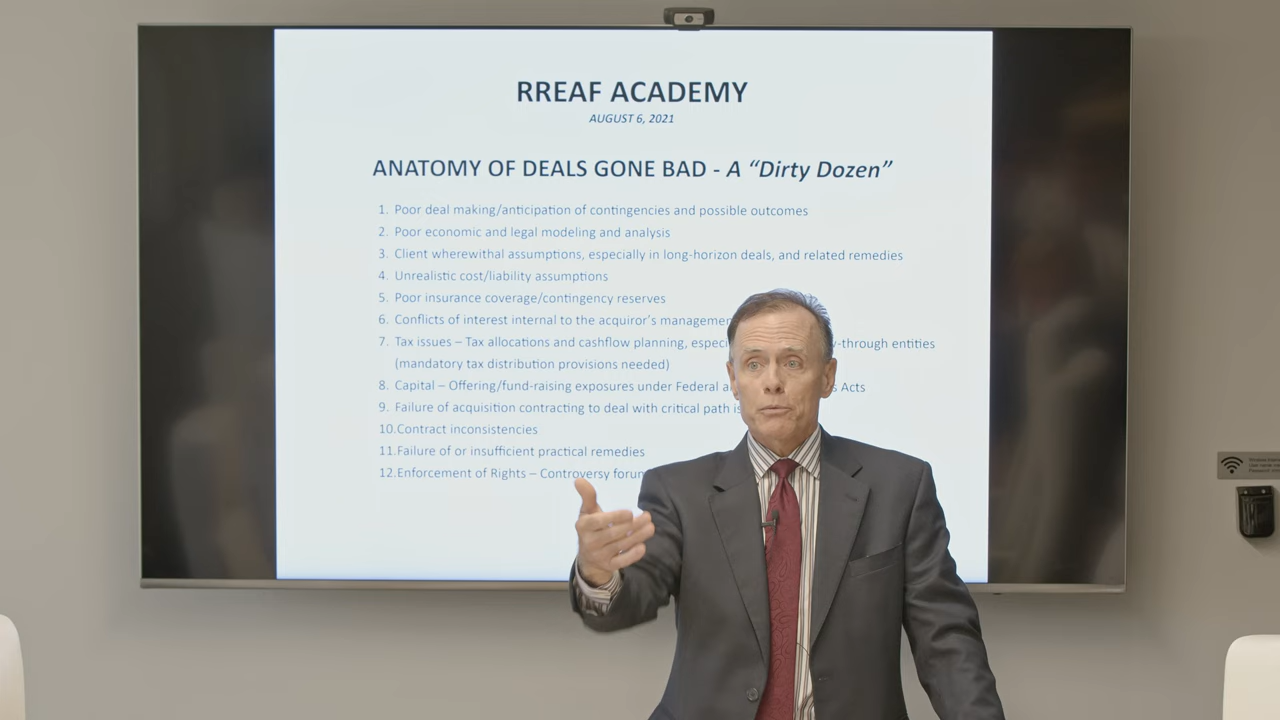 RREAF ACADEMY
AUGUST 6, 2021
ANATOMY OF DEALS GONE BAD - A “Dirty Dozen”
1. Poor deal making/anticipation of contingencies and possible outcomes
2. Poor economic and legal modeling and analysis
3. Client wherewithal assumptions, especially in long-horizon deals, and related remedies
4. Unrealistic cost/liability assumptions
5. Poor insurance coverage/contingency reserves
6. Conflicts of interest internal to the acquiror’s
7. Tax issues – Tax allocations and cashflow planning, -through entities
(mandatory tax distribution provisions needed)
8. Capital – Offering/fund-raising exposures under Federal Acts
9. Failure of acquisition contracting to deal with critical path
10.Contract inconsistencies
11.Failure of or insufficient practical remedies
12.Enforcement of Rights – Controversy